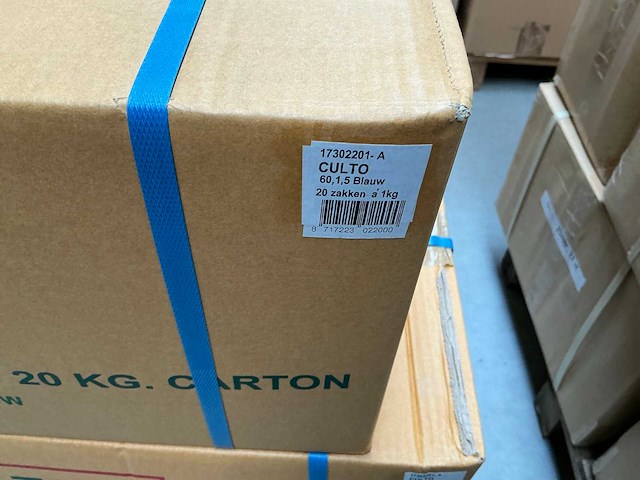 17302201- A
CULTO
60,1,5 Blauw
20 zakken a 1kg
8 717223 022000
20 KG. CARTON
W